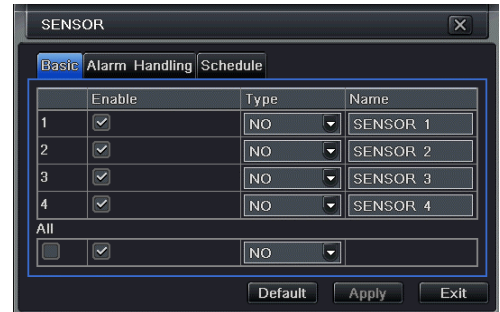 SENSOR
Basic Alarm Handling Schedule
Enable Type Name
1 NO SENSOR 1
2 NO SENSOR 2
3 NO SENSOR 3
4 NO SENSOR 4
All
NO
Default Apply Exit